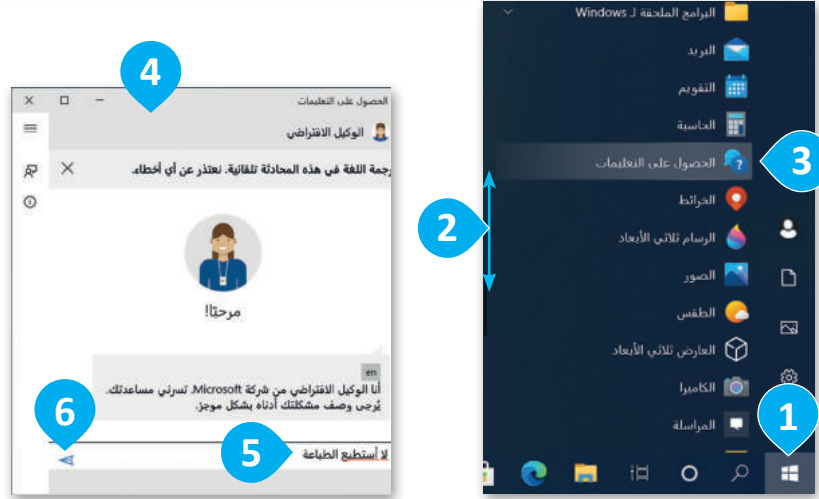 البرامج الملحقة لـ Windows
البريد
التقويم
الحاسبة
الحصول على التعليمات
3
الخرائط
2
الرسام ثلاثي الأبعاد
الصور
الطقس
العارض ثلاثي الأبعاد
الكاميرا
1
المراسلة
4
الحصول على التعليمات
الوكيل الافتراضي
رجمة اللغة في هذه المحادثة تلقائية. نعتذر عن أي أخطاء.
مرحبًا!
en
أنا الوكيل الافتراضي من شركة Microsoft. تسرني مساعدتك.
يُرجى وصف مشكلتك أدناه بشكل موجز.
6
5
لا أستطيع الطباعة